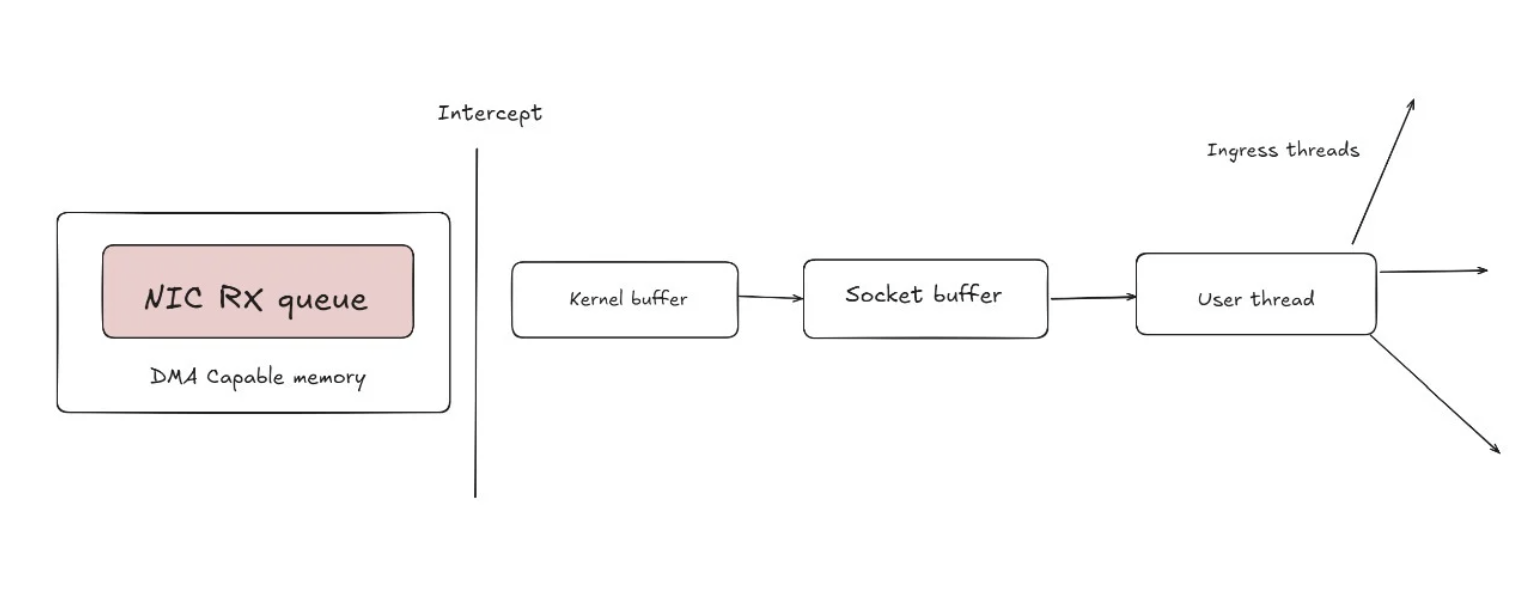 Intercept
Ingress threads
NIC RX queue
Kernel buffer
Socket buffer
User thread
DMA Capable memory